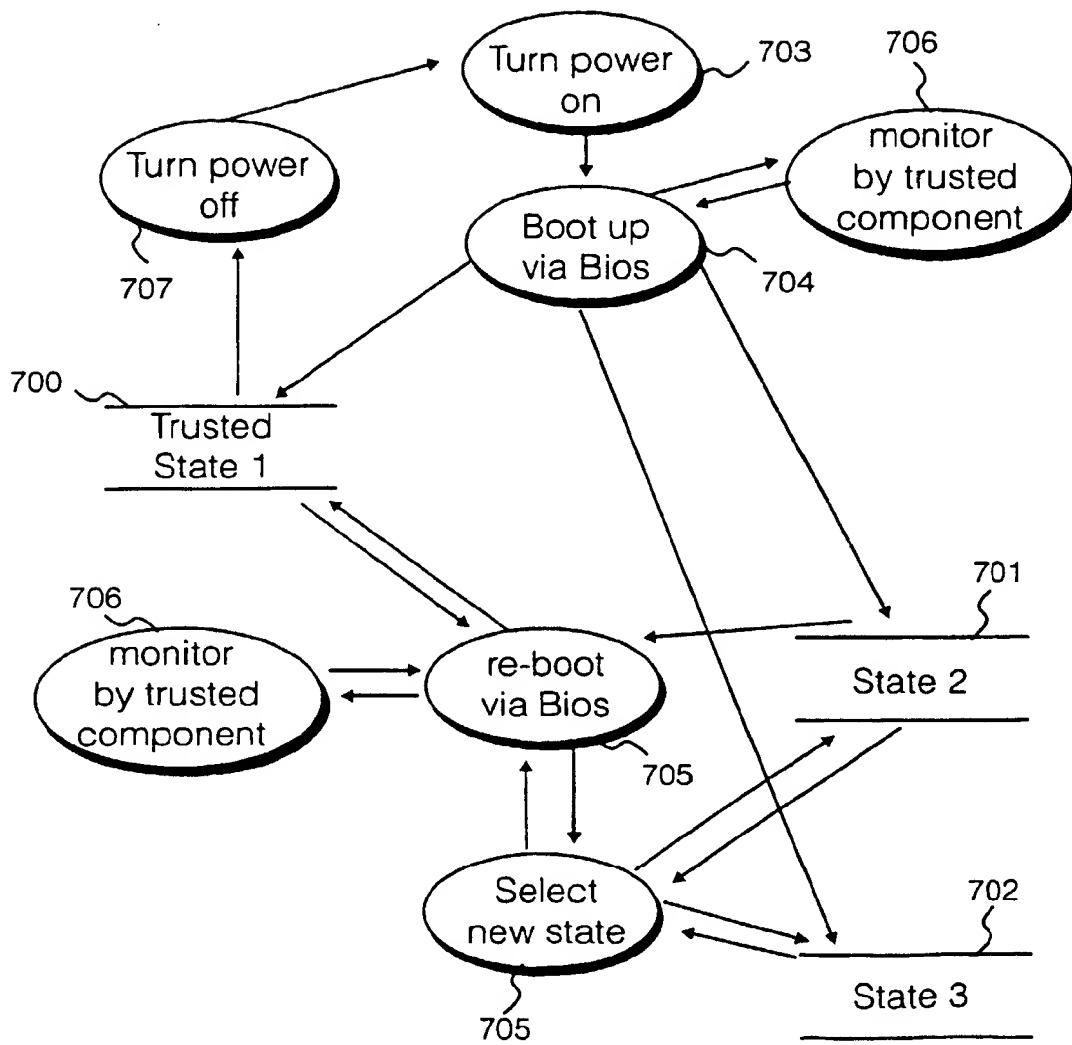 Turn power
on
703
706
monitor
by trusted
component
Turn power
off
707
Boot up
via Bios
704
700
Trusted
State 1
701
State 2
706
monitor
by trusted
component
re-boot
via Bios
705
Select
new state
705
702
State 3